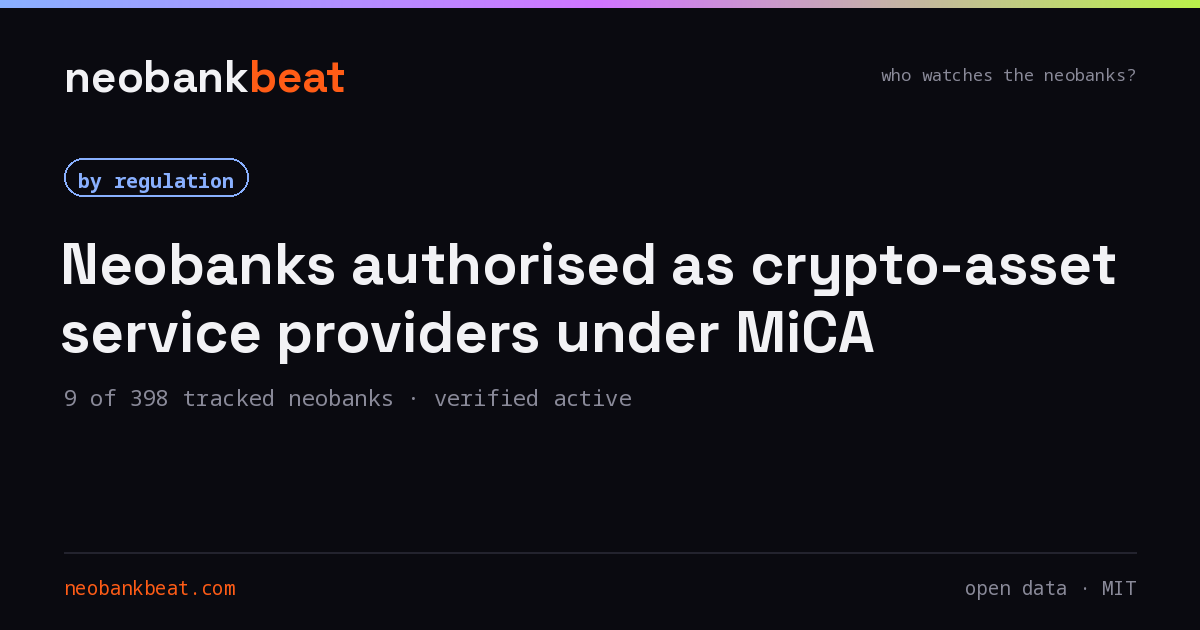 neobankbeat
who watches the neobanks?
by regulation
Neobanks authorised as crypto-asset
service providers under MiCA
9 of 398 tracked neobanks · verified active
neobankbeat.com
open data · MIT